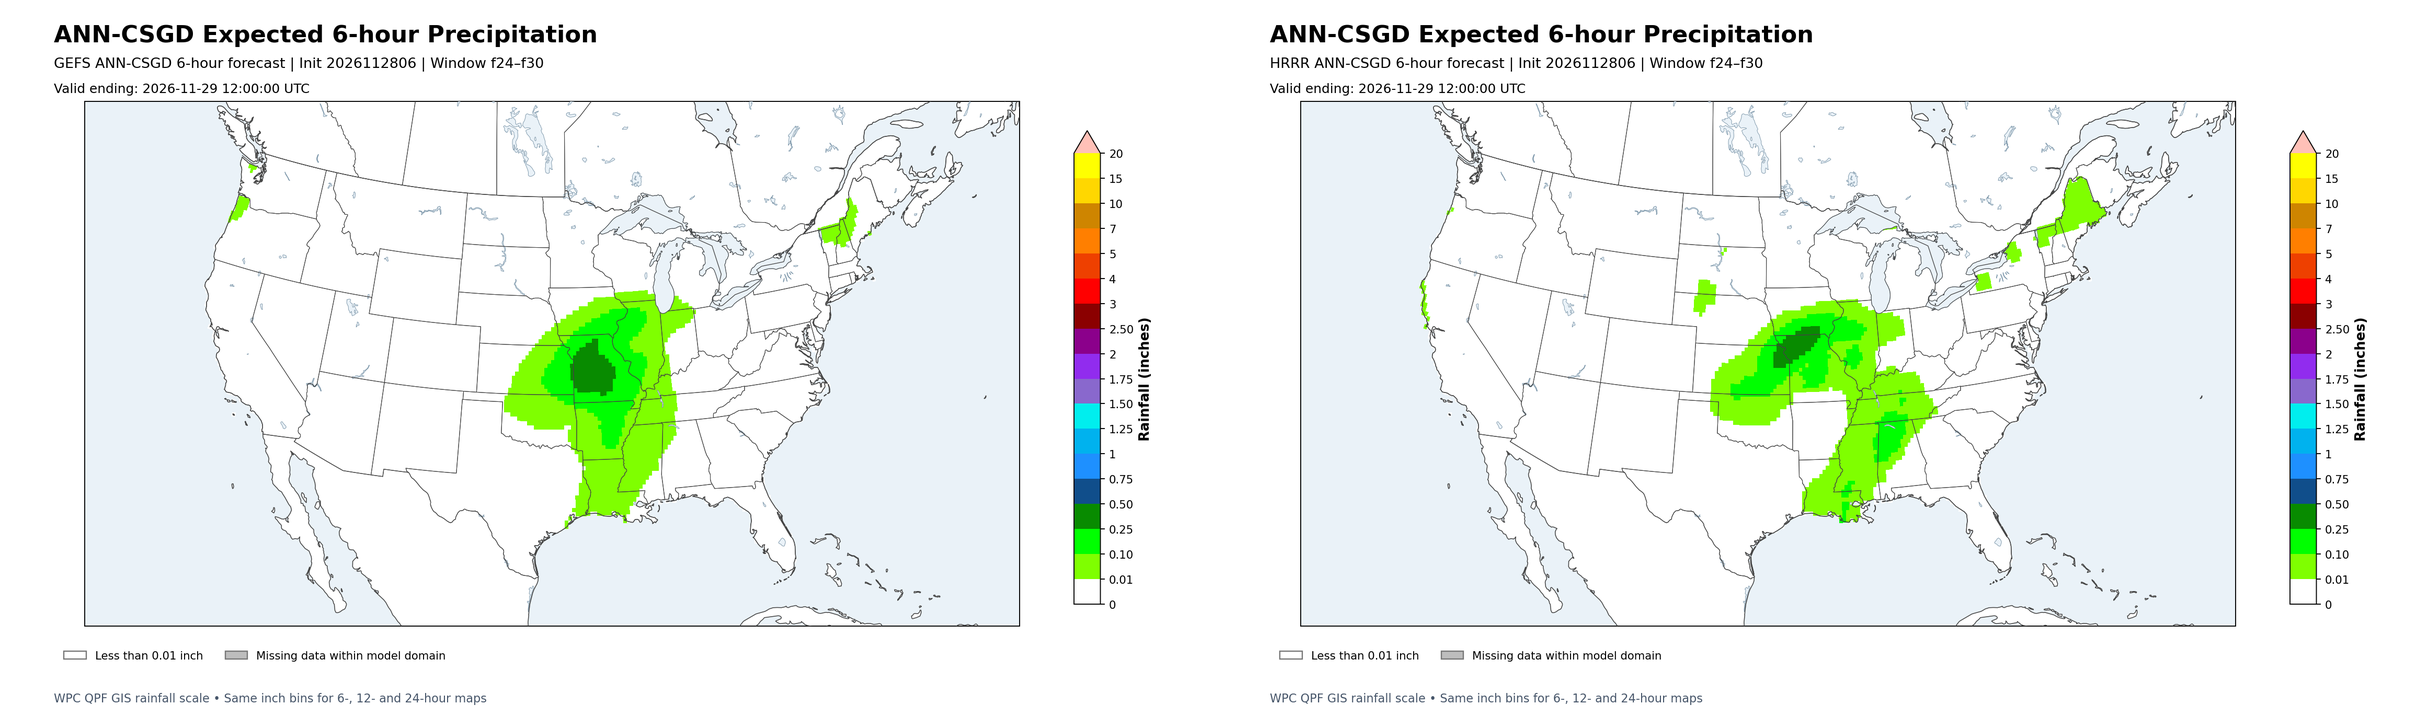 ANN-CSGD Expected 6-hour Precipitation
GEFS ANN-CSGD 6-hour forecast | Init 2026112806 | Window f24–f30
Valid ending: 2026-11-29 12:00:00 UTC
20
15
10
7
5
4
3
2.50
2
1.75
1.50
1.25
1
0.75
0.50
0.25
0.10
0.01
0
Rainfall (inches)
Less than 0.01 inch
Missing data within model domain
WPC QPF GIS rainfall scale • Same inch bins for 6-, 12- and 24-hour maps
ANN-CSGD Expected 6-hour Precipitation
HRRR ANN-CSGD 6-hour forecast | Init 2026112806 | Window f24–f30
Valid ending: 2026-11-29 12:00:00 UTC
20
15
10
7
5
4
3
2.50
2
1.75
1.50
1.25
1
0.75
0.50
0.25
0.10
0.01
0
Rainfall (inches)
Less than 0.01 inch
Missing data within model domain
WPC QPF GIS rainfall scale • Same inch bins for 6-, 12- and 24-hour maps